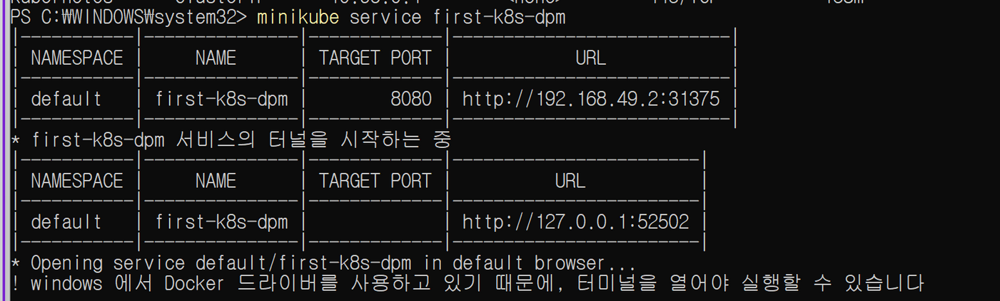 PS C:\WINDOWS\system32> minikube service first-k8s-dpm
|-----------|---------------|-------------|---------------------------|
| NAMESPACE | NAME | TARGET PORT | URL |
|-----------|---------------|-------------|---------------------------|
| default | first-k8s-dpm | 8080 | http://192.168.49.2:31375 |
|-----------|---------------|-------------|---------------------------|
* first-k8s-dpm 서비스의 터널을 시작하는 중
|-----------|---------------|-------------|------------------------|
| NAMESPACE | NAME | TARGET PORT | URL |
|-----------|---------------|-------------|------------------------|
| default | first-k8s-dpm | | http://127.0.0.1:52502 |
|-----------|---------------|-------------|------------------------|
* Opening service default/first-k8s-dpm in default browser...
! windows 에서 Docker 드라이버를 사용하고 있기 때문에, 터미널을 열어야 실행할 수 있습니다